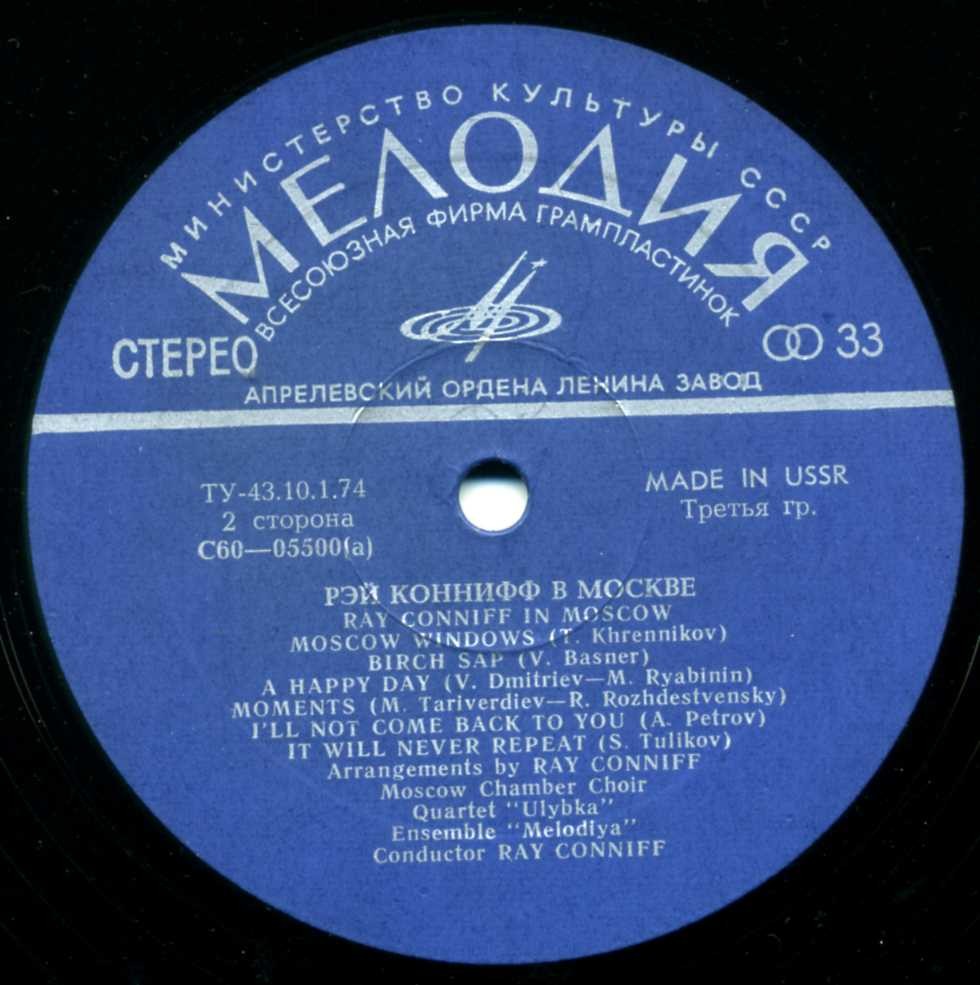 МИНИСТЕРСТВО КУЛЬТУРЫ СССР
МЕЛОДИЯ
ВСЕСОЮЗНАЯ ФИРМА ГРАМПЛАСТИНОК
СТЕРЕО
33
АПРЕЛЕВСКИЙ ОРДЕНА ЛЕНИНА ЗАВОД
ТУ-43.10.1.74
2 сторона
С60—05500(а)
MADE IN USSR
Третья гр.
РЭЙ КОННИФФ В МОСКВЕ
RAY CONNIFF IN MOSCOW
MOSCOW WINDOWS (T. Khrennikov)
BIRCH SAP (V. Basner)
A HAPPY DAY (V. Dmitriev—M. Ryabinin)
MOMENTS (M. Tariverdiev—R. Rozhdestvensky)
I'LL NOT COME BACK TO YOU (A. Petrov)
IT WILL NEVER REPEAT (S. Tulikov)
Arrangements by RAY CONNIFF
Moscow Chamber Choir
Quartet "Ulybka"
Ensemble "Melodiya"
Conductor RAY CONNIFF